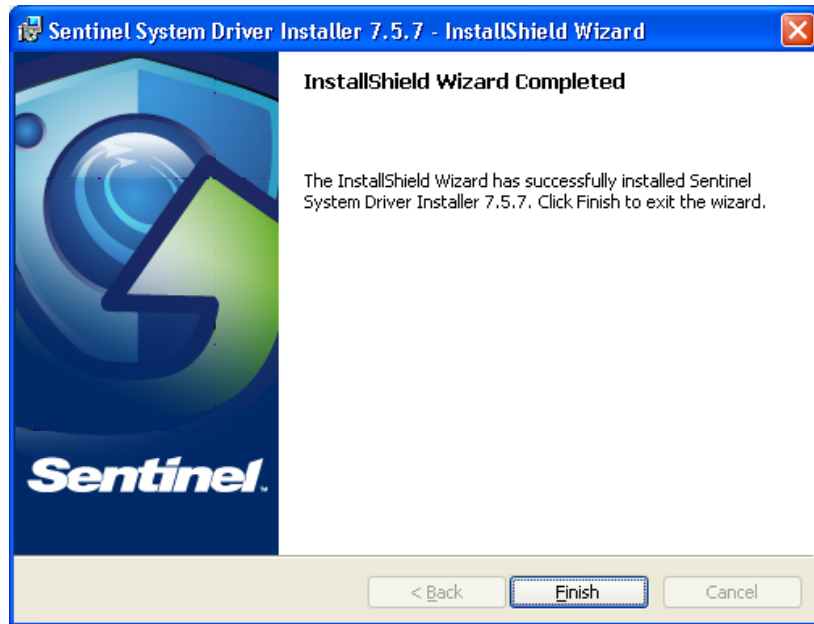 Sentinel System Driver Installer 7.5.7 - InstallShield Wizard
InstallShield Wizard Completed
The InstallShield Wizard has successfully installed Sentinel
System Driver Installer 7.5.7. Click Finish to exit the wizard.
Sentinel.
< Back Finish Cancel